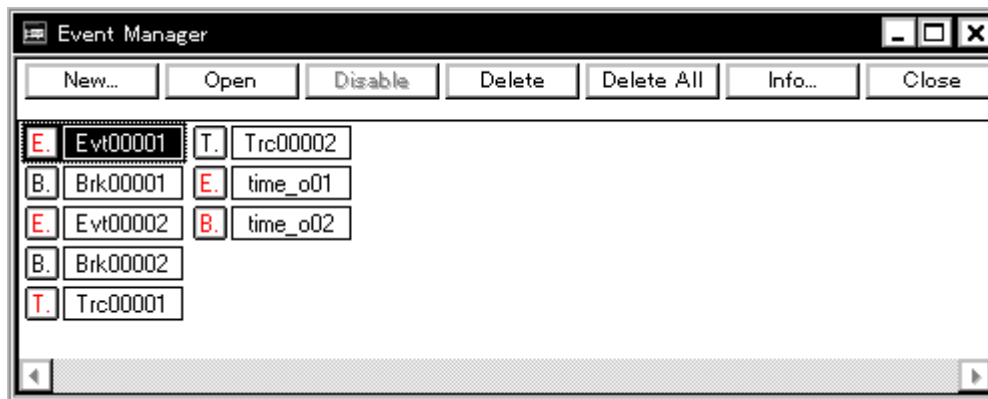 Event Manager
New... Open Disable Delete Delete All Info... Close
E. Evt00001 T. Trc00002
B. Brk00001 E. time_o01
E. Evt00002 B. time_o02
B. Brk00002
T. Trc00001